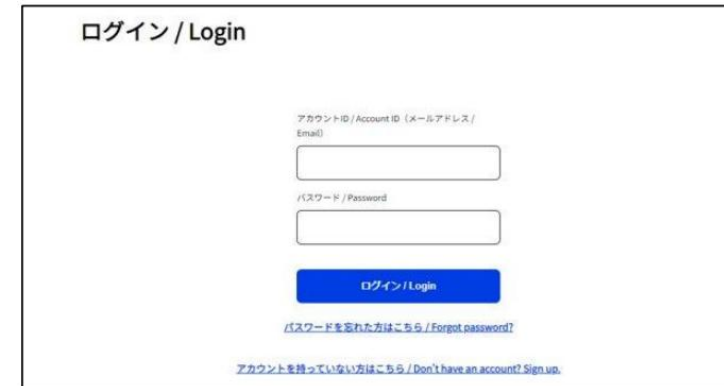 ログイン / Login
アカウントID / Account ID（メールアドレス /
Email）
パスワード / Password
ログイン / Login
パスワードを忘れた方はこちら / Forgot password?
アカウントを持っていない方はこちら / Don't have an account? Sign up.